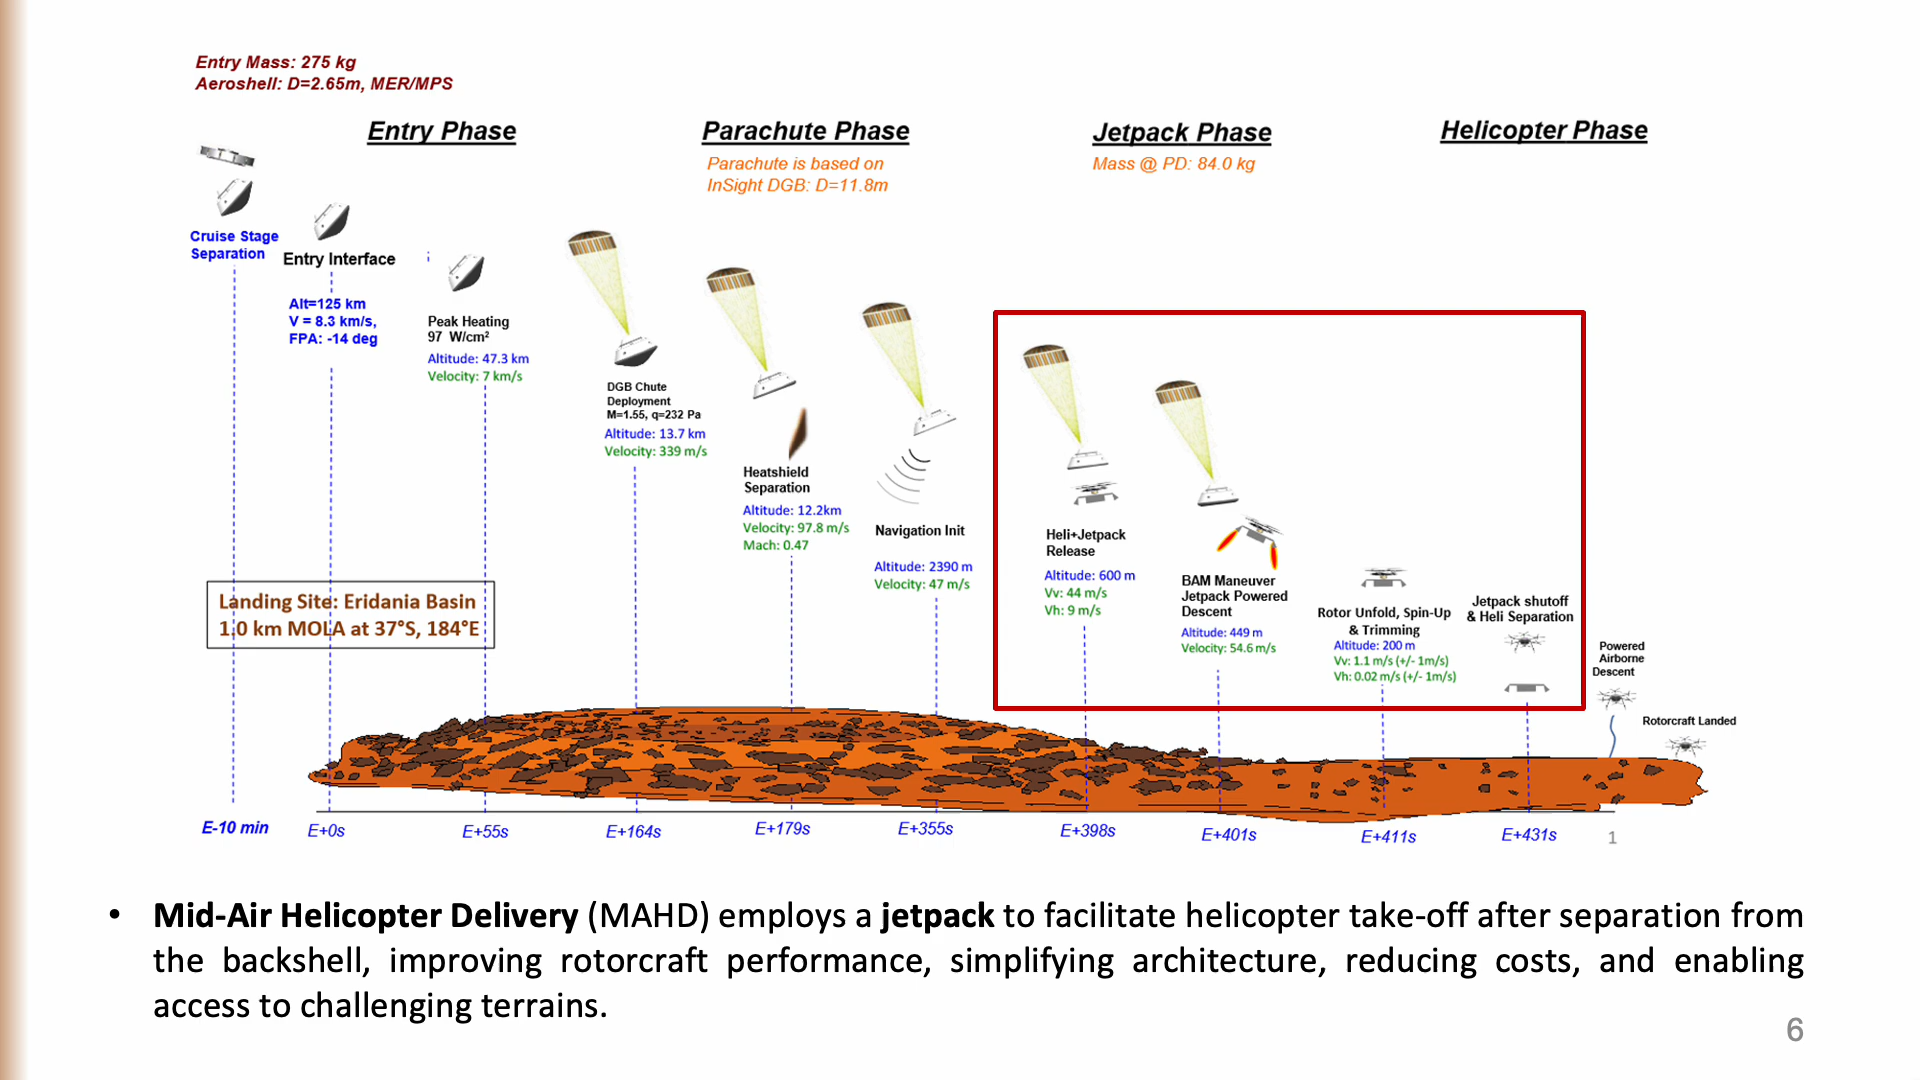 Entry Mass: 275 kg
Aeroshell: D=2.65m, MER/MPS
Entry Phase
Parachute Phase
Parachute is based on
InSight DGB: D=11.8m
Jetpack Phase
Mass @ PD: 84.0 kg
Helicopter Phase
Cruise Stage
Separation
Entry Interface
Alt=125 km
V = 8.3 km/s,
FPA: -14 deg
;
Peak Heating
97 W/cm²
Altitude: 47.3 km
Velocity: 7 km/s
DGB Chute
Deployment
M=1.55, q=232 Pa
Altitude: 13.7 km
Velocity: 339 m/s
Heatshield
Separation
Altitude: 12.2km
Velocity: 97.8 m/s
Mach: 0.47
Navigation Init
Altitude: 2390 m
Velocity: 47 m/s
Heli+Jetpack
Release
Altitude: 600 m
Vv: 44 m/s
Vh: 9 m/s
BAM Maneuver
Jetpack Powered
Descent
Altitude: 449 m
Velocity: 54.6 m/s
Rotor Unfold, Spin-Up
& Trimming
Altitude: 200 m
Vv: 1.1 m/s (+/- 1m/s)
Vh: 0.02 m/s (+/- 1m/s)
Jetpack shutoff
& Heli Separation
Powered
Airborne
Descent
Rotorcraft Landed
Landing Site: Eridania Basin
1.0 km MOLA at 37°S, 184°E
E-10 min
E+0s
E+55s
E+164s
E+179s
E+355s
E+398s
E+401s
E+411s
E+431s
1
• Mid-Air Helicopter Delivery (MAHD) employs a jetpack to facilitate helicopter take-off after separation from
the backshell, improving rotorcraft performance, simplifying architecture, reducing costs, and enabling
access to challenging terrains.
6